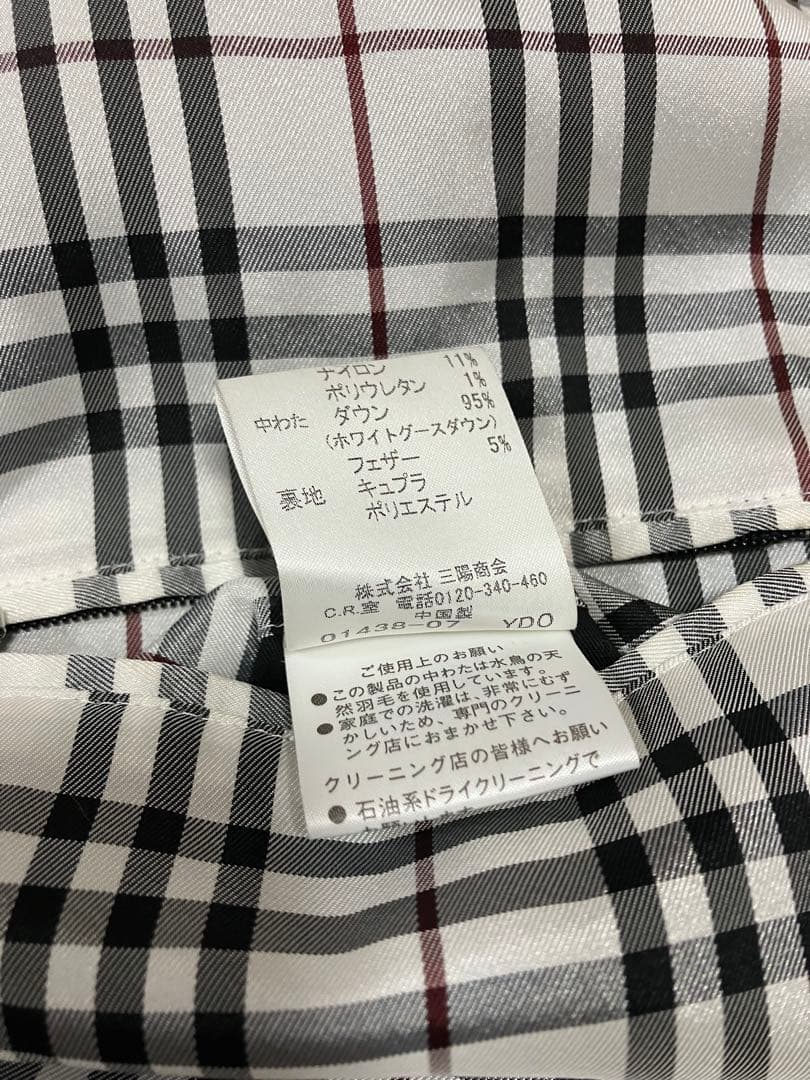 ナイロン 11%
ポリウレタン 1%
中わた ダウン 95%
(ホワイトグースダウン)
フェザー 5%
裏地 キュプラ
ポリエステル
株式会社 三陽商会
C.R.室 電話0120-340-460
中国製
01438-07 YDO
ご使用上のお願い
●この製品の中わたは水鳥の天
然羽毛を使用しています。
●家庭での洗濯は、非常にむず
かしいため、専門のクリーニ
ング店におまかせ下さい。
クリーニング店の皆様へお願い
●石油系ドライクリーニングで